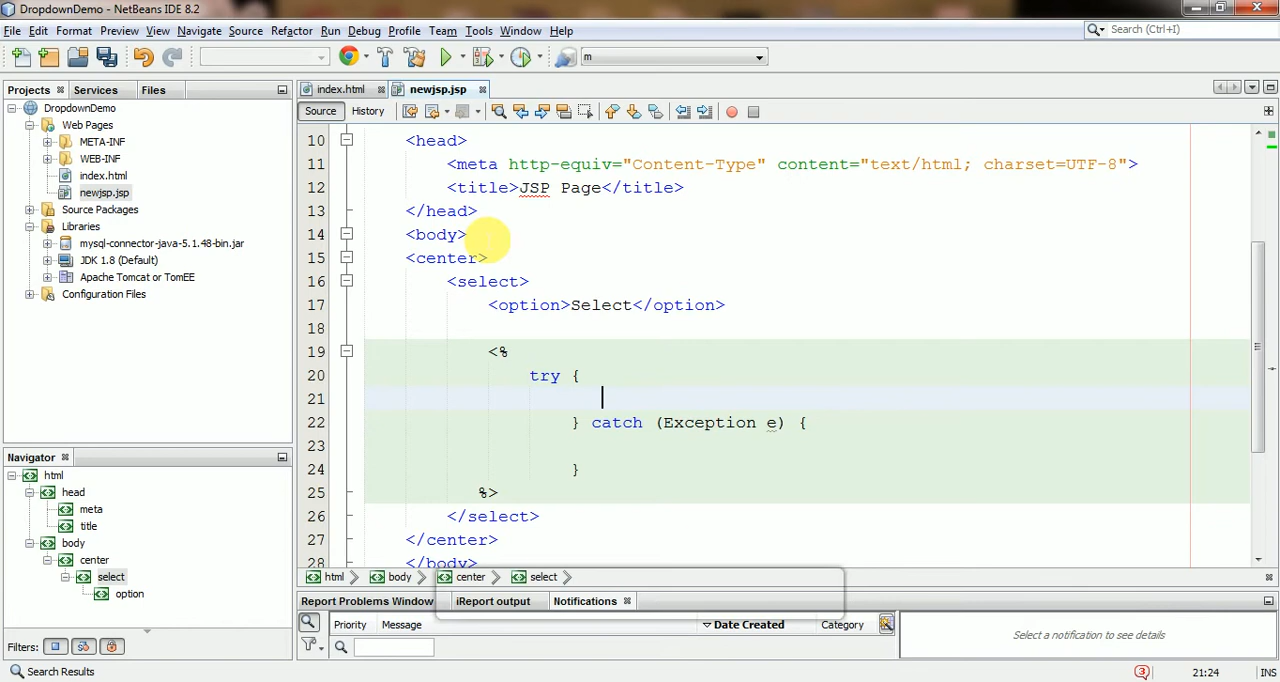 DropdownDemo - NetBeans IDE 8.2
File Edit Format Preview View Navigate Source Refactor Run Debug Profile Team Tools Window Help
Search (Ctrl+I)
m
Projects Services Files
index.html newjsp.jsp
DropdownDemo
Web Pages
META-INF
WEB-INF
index.html
newjsp.jsp
Source Packages
Libraries
mysql-connector-java-5.1.48-bin.jar
JDK 1.8 (Default)
Apache Tomcat or TomEE
Configuration Files
Source History
10 <head>
11 <meta http-equiv="Content-Type" content="text/html; charset=UTF-8">
12 <title>JSP Page</title>
13 </head>
14 <body>
15 <center>
16 <select>
17 <option>Select</option>
18
19 <%
20 try {
21
22 } catch (Exception e) {
23
24 }
25 %>
26 </select>
27 </center>
28 </body>
Navigator
html
head
meta
title
body
center
select
option
Filters:
html body center select
Report Problems Window iReport output Notifications
Priority Message Date Created Category
Select a notification to see details
Search Results
3 21:24 INS